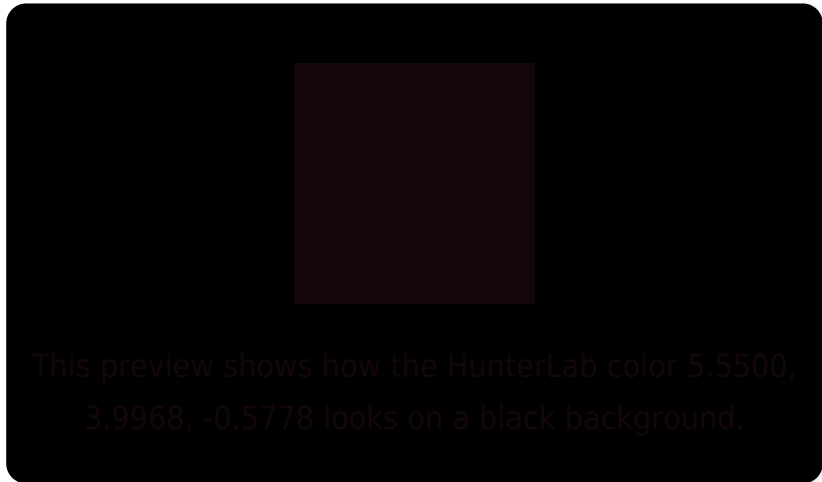 This preview shows how the HunterLab color 5.5500,
3.9968, -0.5778 looks on a black background.